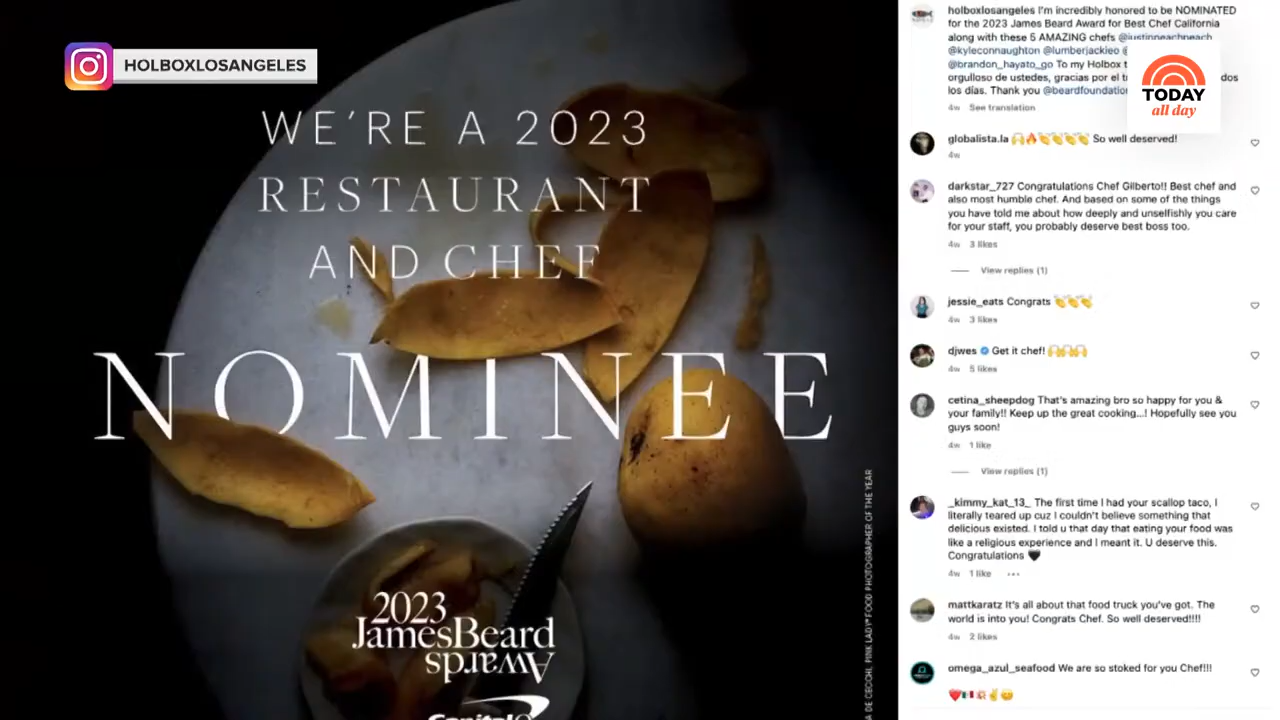 HOLBOXLOSANGELES
WE'RE A 2023
RESTAURANT
AND CHEF
NOMINEE
2023
JamesBeard
Awards
Capital
PINK LADY® FOOD PHOTOGRAPHER OF THE YEAR
holboxlosangeles I'm incredibly honored to be NOMINATED
for the 2023 James Beard Award for Best Chef California
along with these 5 AMAZING chefs @justinpeachpeach
@kyleconnaughton @lumberjackieo
@brandon_hayato_go To my Holbox
orgulloso de ustedes, gracias por el
los días. Thank you @beardfoundation
4w See translation
TODAY
all day
globalista.la 🙌🔥👏👏👏👏👏 So well deserved!
4w
darkstar_727 Congratulations Chef Gilberto!! Best chef and
also most humble chef. And based on some of the things
you have told me about how deeply and unselfishly you care
for your staff, you probably deserve best boss too.
4w 3 likes
View replies (1)
jessie_eats Congrats 👏👏👏
4w 3 likes
djwes Get it chef! 🙌🙌🙌
4w 5 likes
cetina_sheepdog That's amazing bro so happy for you &
your family!! Keep up the great cooking...! Hopefully see you
guys soon!
4w 1 like
View replies (1)
_kimmy_kat_13_ The first time I had your scallop taco, I
literally teared up cuz I couldn't believe something that
delicious existed. I told u that day that eating your food was
like a religious experience and I meant it. U deserve this.
Congratulations 🖤
4w 1 like ...
mattkaratz It's all about that food truck you've got. The
world is into you! Congrats Chef. So well deserved!!!!
4w 2 likes
omega_azul_seafood We are so stoked for you Chef!!!